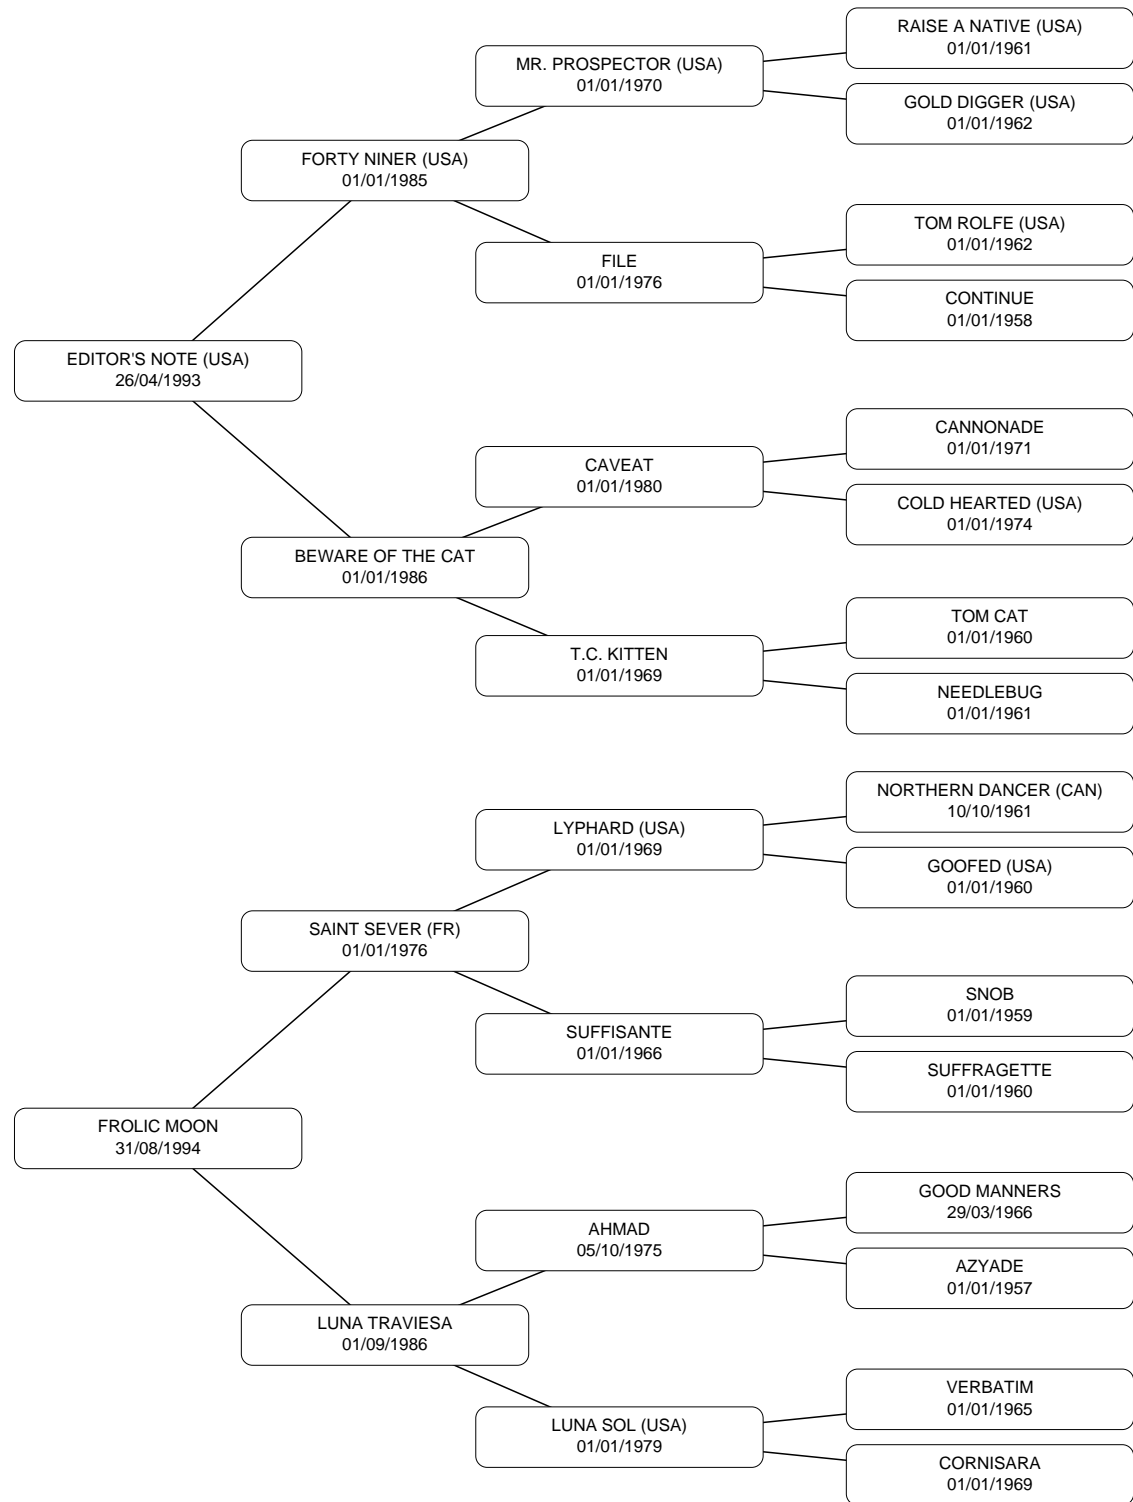 RAISE A NATIVE (USA)
01/01/1961
MR. PROSPECTOR (USA)
01/01/1970
GOLD DIGGER (USA)
01/01/1962
FORTY NINER (USA)
01/01/1985
TOM ROLFE (USA)
01/01/1962
FILE
01/01/1976
CONTINUE
01/01/1958
EDITOR'S NOTE (USA)
26/04/1993
CANNONADE
01/01/1971
CAVEAT
01/01/1980
COLD HEARTED (USA)
01/01/1974
BEWARE OF THE CAT
01/01/1986
TOM CAT
01/01/1960
T.C. KITTEN
01/01/1969
NEEDLEBUG
01/01/1961
NORTHERN DANCER (CAN)
10/10/1961
LYPHARD (USA)
01/01/1969
GOOFED (USA)
01/01/1960
SAINT SEVER (FR)
01/01/1976
SNOB
01/01/1959
SUFFISANTE
01/01/1966
SUFFRAGETTE
01/01/1960
FROLIC MOON
31/08/1994
GOOD MANNERS
29/03/1966
AHMAD
05/10/1975
AZYADE
01/01/1957
LUNA TRAVIESA
01/09/1986
VERBATIM
01/01/1965
LUNA SOL (USA)
01/01/1979
CORNISARA
01/01/1969